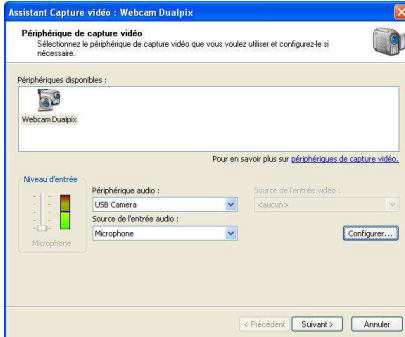 Assistant Capture vidéo : Webcam Dualpix
Périphérique de capture vidéo
Sélectionnez le périphérique de capture vidéo que vous voulez utiliser et configurez-le si
nécessaire.
Périphériques disponibles :
Webcam Dualpix
Pour en savoir plus sur périphériques de capture vidéo.
Niveau d'entrée
Microphone
Périphérique audio :
USB Camera
Source de l'entrée audio :
Microphone
Source de l'entrée vidéo :
<aucun>
Configurer...
< Précédent
Suivant >
Annuler